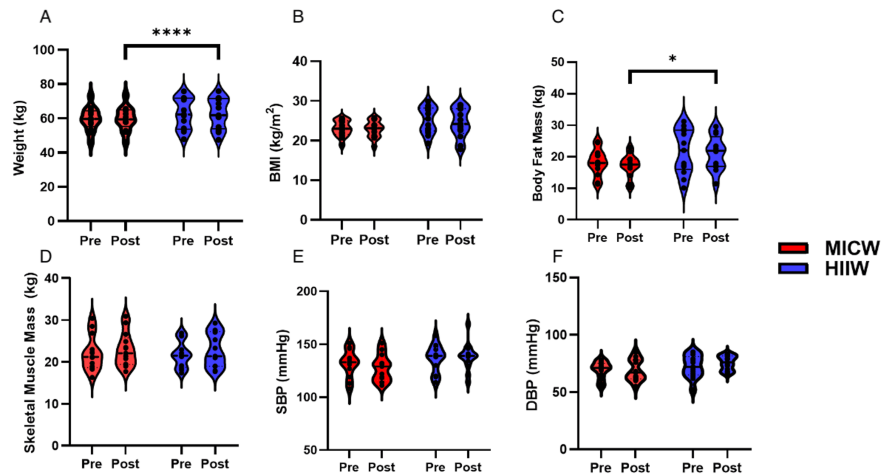 A
Weight (kg)
100
80
60
40
20
0
****
Pre Post Pre Post
B
BMI (kg/m²)
40
30
20
10
0
Pre Post Pre Post
C
Body Fat Mass (kg)
50
40
30
20
10
0
*
Pre Post Pre Post
MICW
HIIW
D
Skeletal Muscle Mass (kg)
40
30
20
10
0
Pre Post Pre Post
E
SBP (mmHg)
200
150
100
50
Pre Post Pre Post
F
DBP (mmHg)
150
100
50
0
Pre Post Pre Post